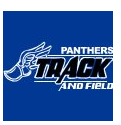 PANTHERS
TRACK
AND FIELD